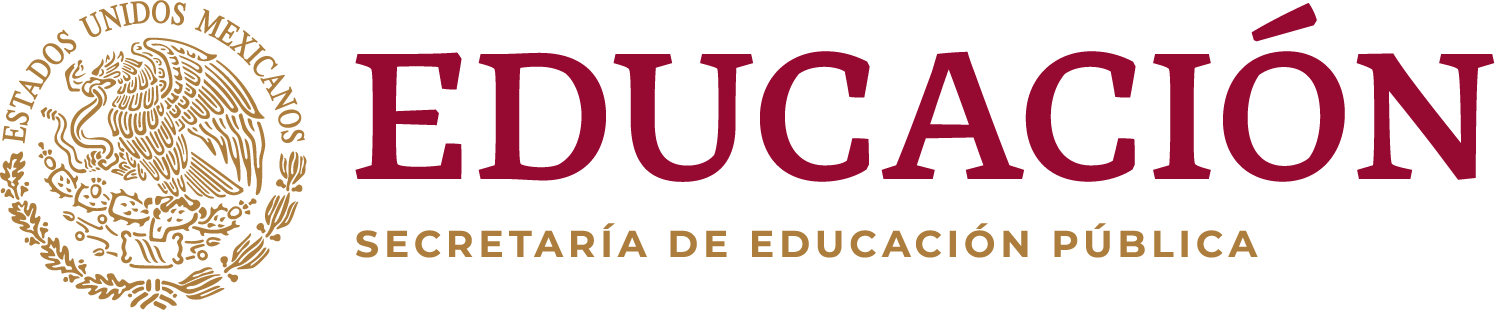 ESTADOS UNIDOS MEXICANOS
EDUCACIÓN
SECRETARÍA DE EDUCACIÓN PÚBLICA